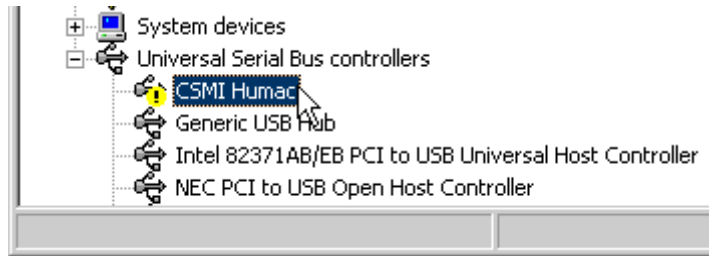 System devices
Universal Serial Bus controllers
CSMI Humac
Generic USB Hub
Intel 82371AB/EB PCI to USB Universal Host Controller
NEC PCI to USB Open Host Controller